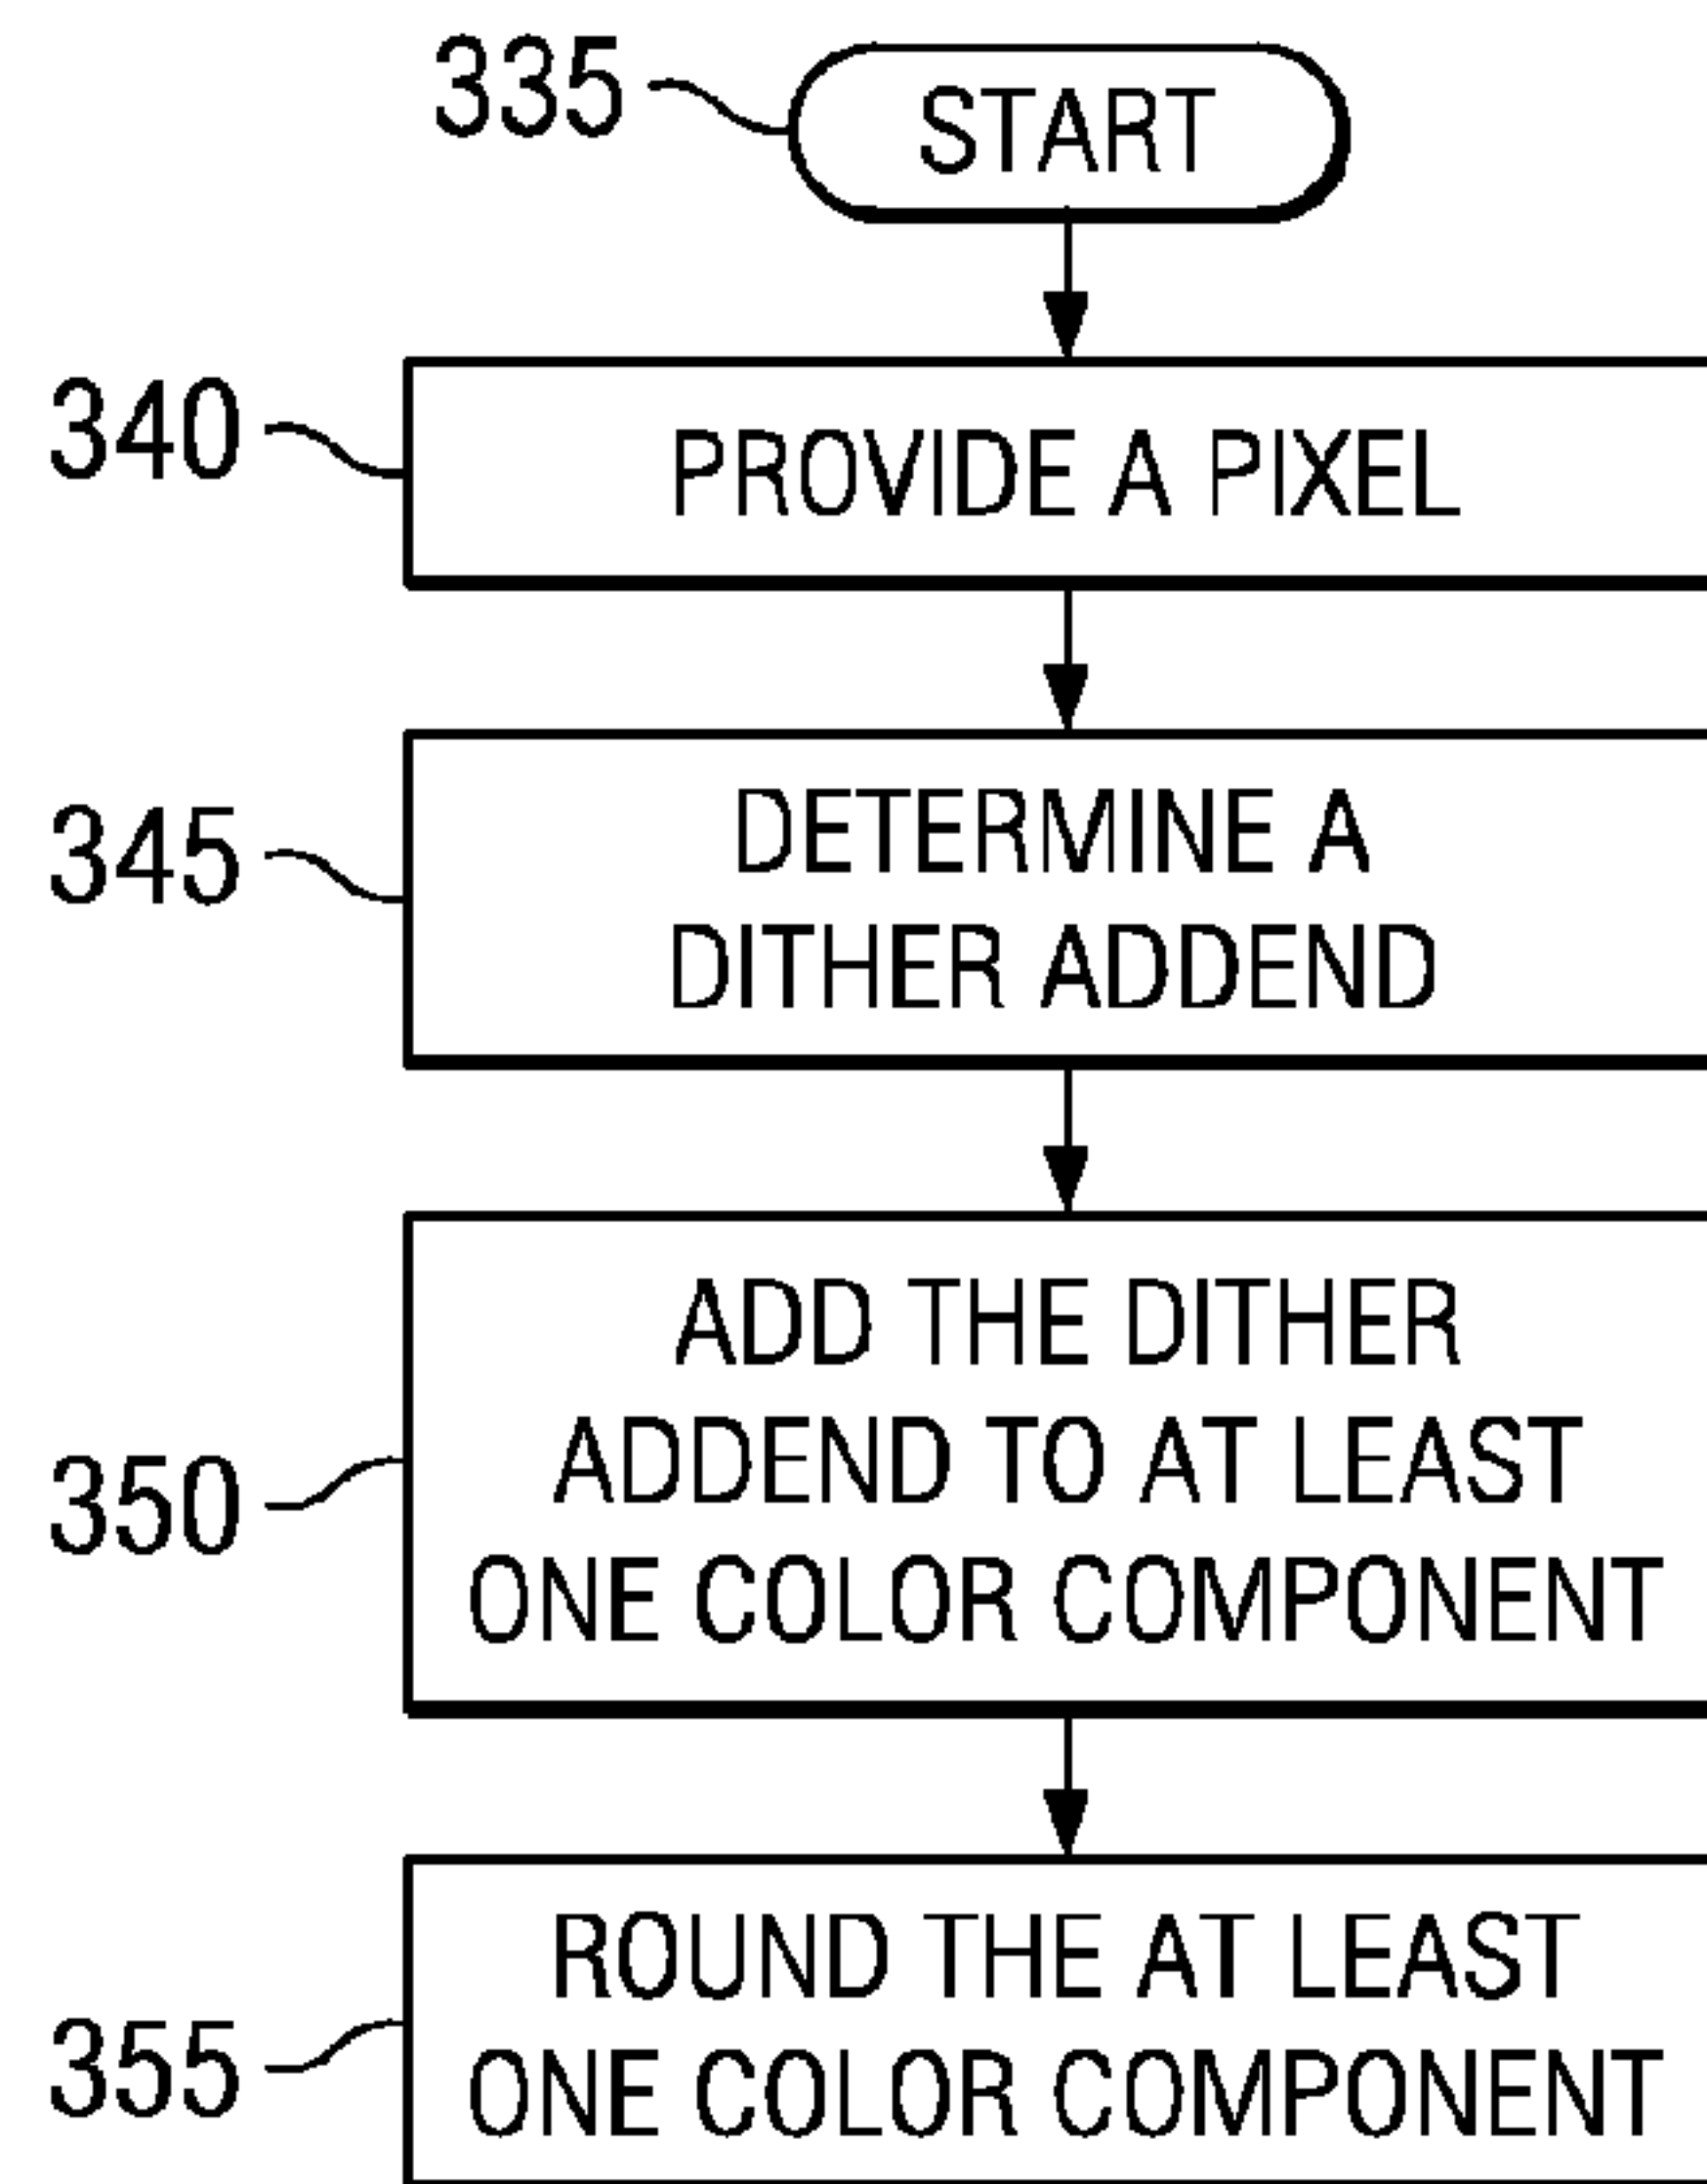 335
START
340
PROVIDE A PIXEL
345
DETERMINE A
DITHER ADDEND
350
ADD THE DITHER
ADDEND TO AT LEAST
ONE COLOR COMPONENT
355
ROUND THE AT LEAST
ONE COLOR COMPONENT